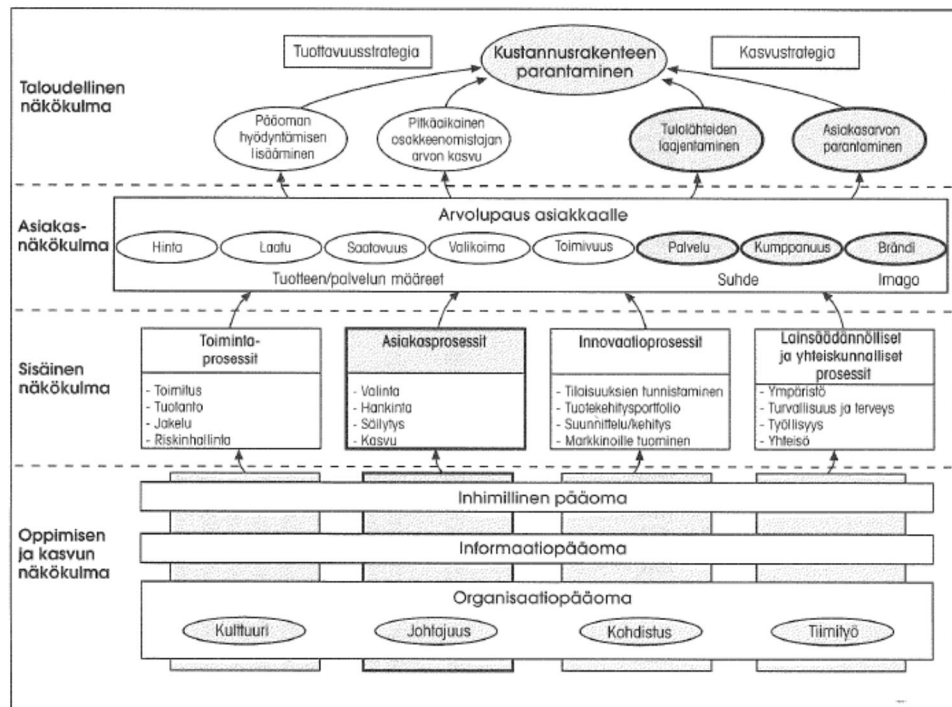 Tuottavuusstrategia
Kustannusrakenteen
parantaminen
Kasvustrategia
Taloudellinen
näkökulma
Pääoman
hyödyntämisen
lisääminen
Pitkäaikainen
osakkeenomistajan
arvon kasvu
Tulolähteiden
laajentaminen
Asiakasarvon
parantaminen
Asiakas-
näkökulma
Arvolupaus asiakkaalle
Hinta
Laatu
Saatavuus
Valikoima
Toimivuus
Palvelu
Kumppanuus
Brändi
Tuotteen/palvelun määreet
Suhde
Imago
Sisäinen
näkökulma
Toiminta-
prosessit
- Toimitus
- Tuotanto
- Jakelu
- Riskinhallinta
Asiakasprosessit
- Valinta
- Hankinta
- Säilytys
- Kasvu
Innovaatioprosessit
- Tilaisuuksien tunnistaminen
- Tuotekehitysportfolio
- Suunnittelu/kehitys
- Markkinoille tuominen
Lainsäädännölliset
ja yhteiskunnalliset
prosessit
- Ympäristö
- Turvallisuus ja terveys
- Työllisyys
- Yhteisö
Oppimisen
ja kasvun
näkökulma
Inhimillinen pääoma
Informaatiopääoma
Organisaatiopääoma
Kulttuuri
Johtajuus
Kohdistus
Tiimityö